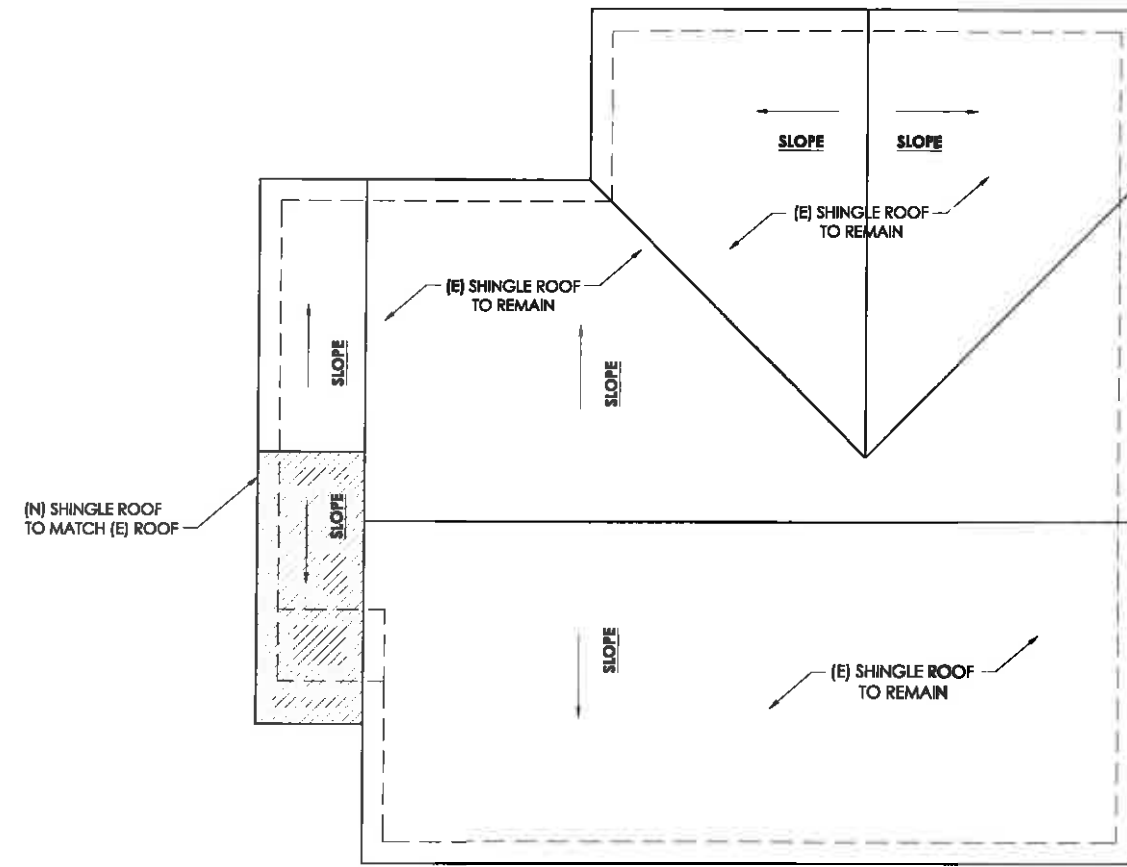 SLOPE
SLOPE
(E) SHINGLE ROOF
TO REMAIN
(E) SHINGLE ROOF
TO REMAIN
SLOPE
SLOPE
(N) SHINGLE ROOF
TO MATCH (E) ROOF
SLOPE
SLOPE
(E) SHINGLE ROOF
TO REMAIN